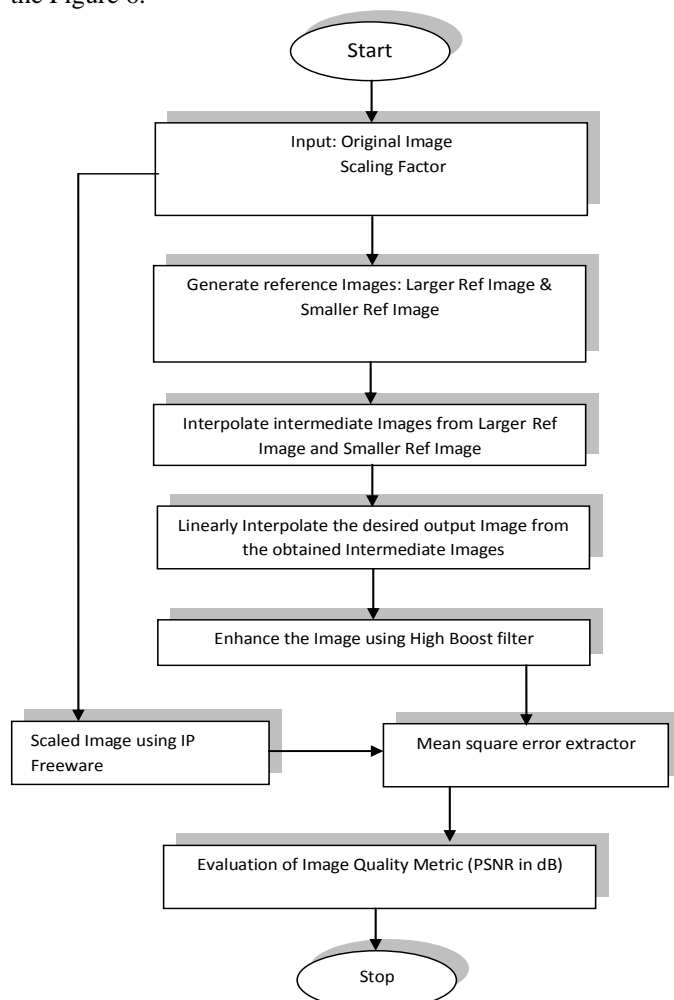 the Figure 6.
Start
Input: Original Image
Scaling Factor
Generate reference Images: Larger Ref Image &
Smaller Ref Image
Interpolate intermediate Images from Larger Ref
Image and Smaller Ref Image
Linearly Interpolate the desired output Image from
the obtained Intermediate Images
Enhance the Image using High Boost filter
Scaled Image using IP
Freeware
Mean square error extractor
Evaluation of Image Quality Metric (PSNR in dB)
Stop